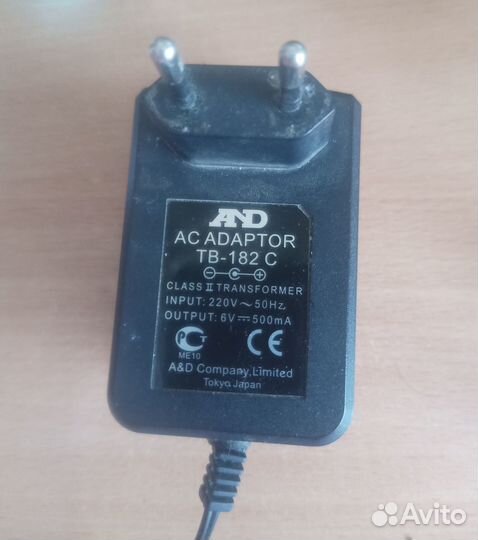 AND
AC ADAPTOR
TB-182 C
CLASS II TRANSFORMER
INPUT: 220V~50Hz,
OUTPUT: 6V⎓500mA
РСТ CE
ME10
A&D Company,Limited
Tokyo Japan
Avito